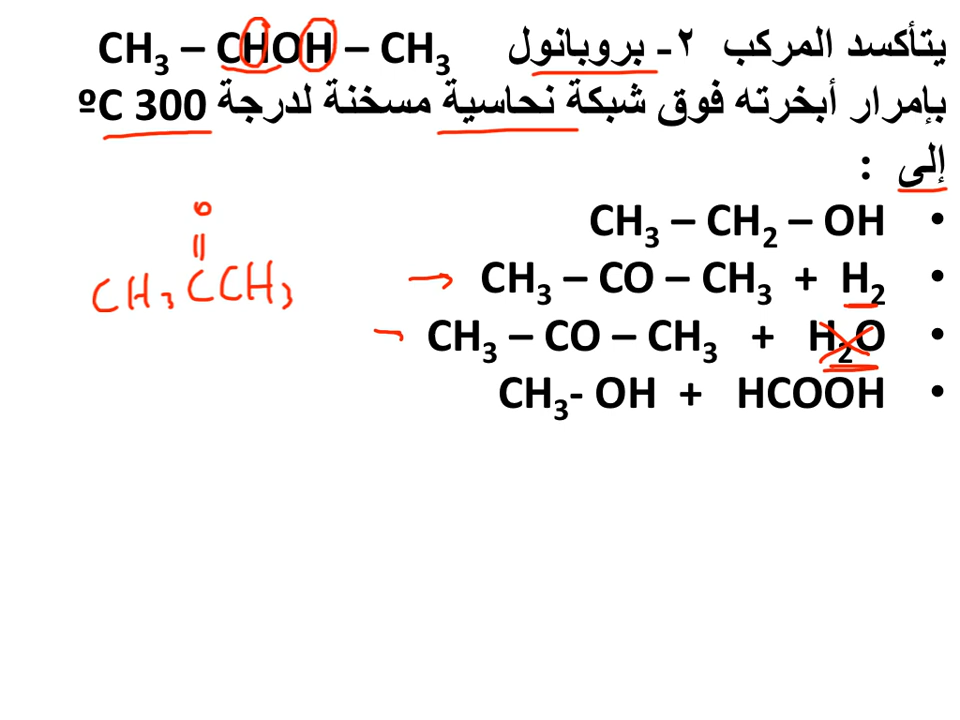 يتأكسد المركب ٢- بروبانول CH₃ – CHOH – CH₃
بإمرار أبخرته فوق شبكة نحاسية مسخنة لدرجة 300 ºC
إلى :
• CH₃ – CH₂ – OH
• CH₃ – CO – CH₃ + H₂
• CH₃ – CO – CH₃ + H₂O
• CH₃- OH + HCOOH
O
||
CH₃CCH₃